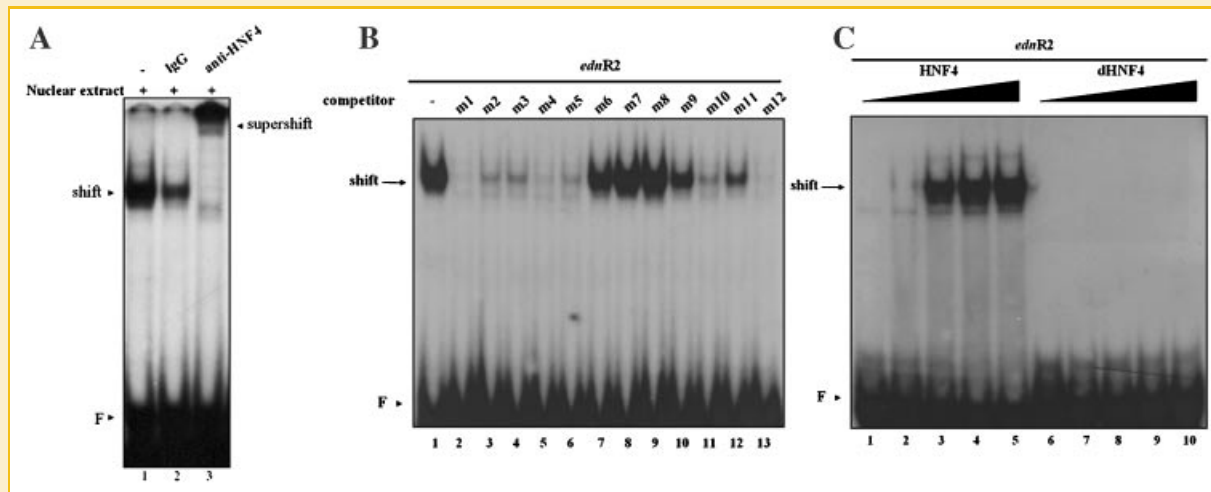 A
- IgG anti-HNF4
Nuclear extract + + +
supershift
shift
F
1 2 3
B
ednR2
competitor - m1 m2 m3 m4 m5 m6 m7 m8 m9 m10 m11 m12
shift
F
1 2 3 4 5 6 7 8 9 10 11 12 13
C
ednR2
HNF4 dHNF4
shift
F
1 2 3 4 5 6 7 8 9 10